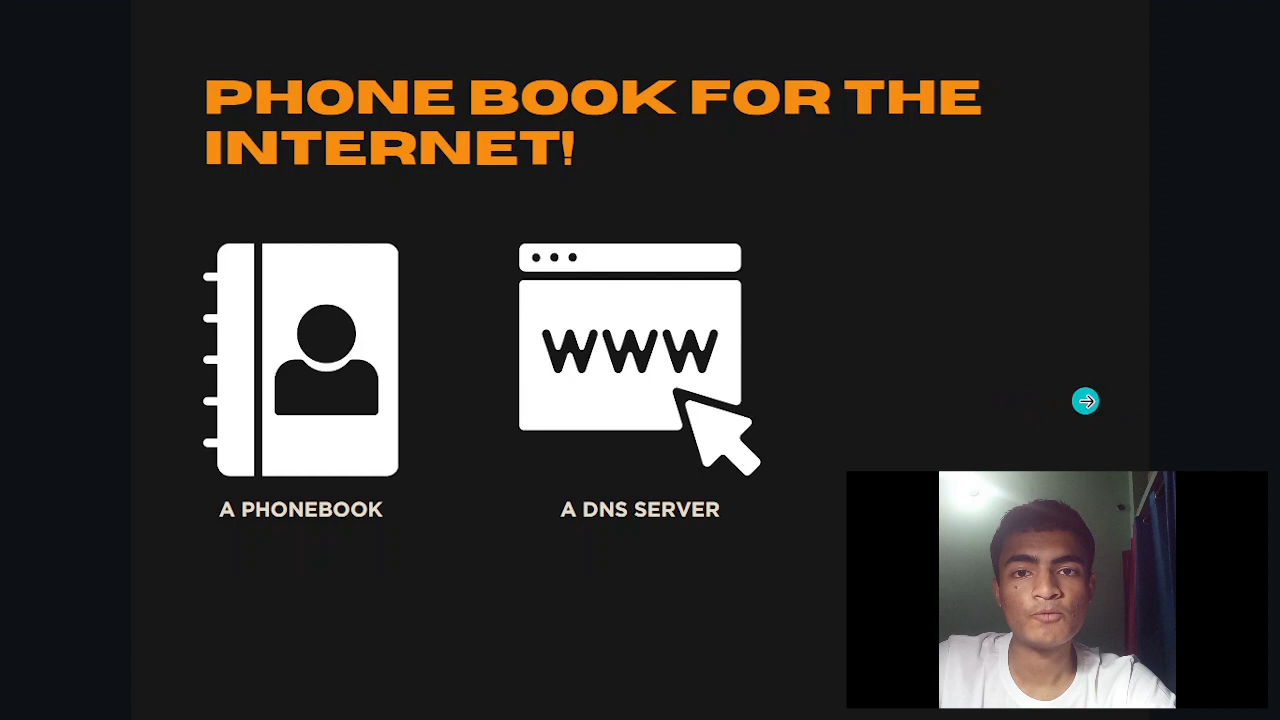 PHONE BOOK FOR THE
INTERNET!
WWW
A PHONEBOOK
A DNS SERVER